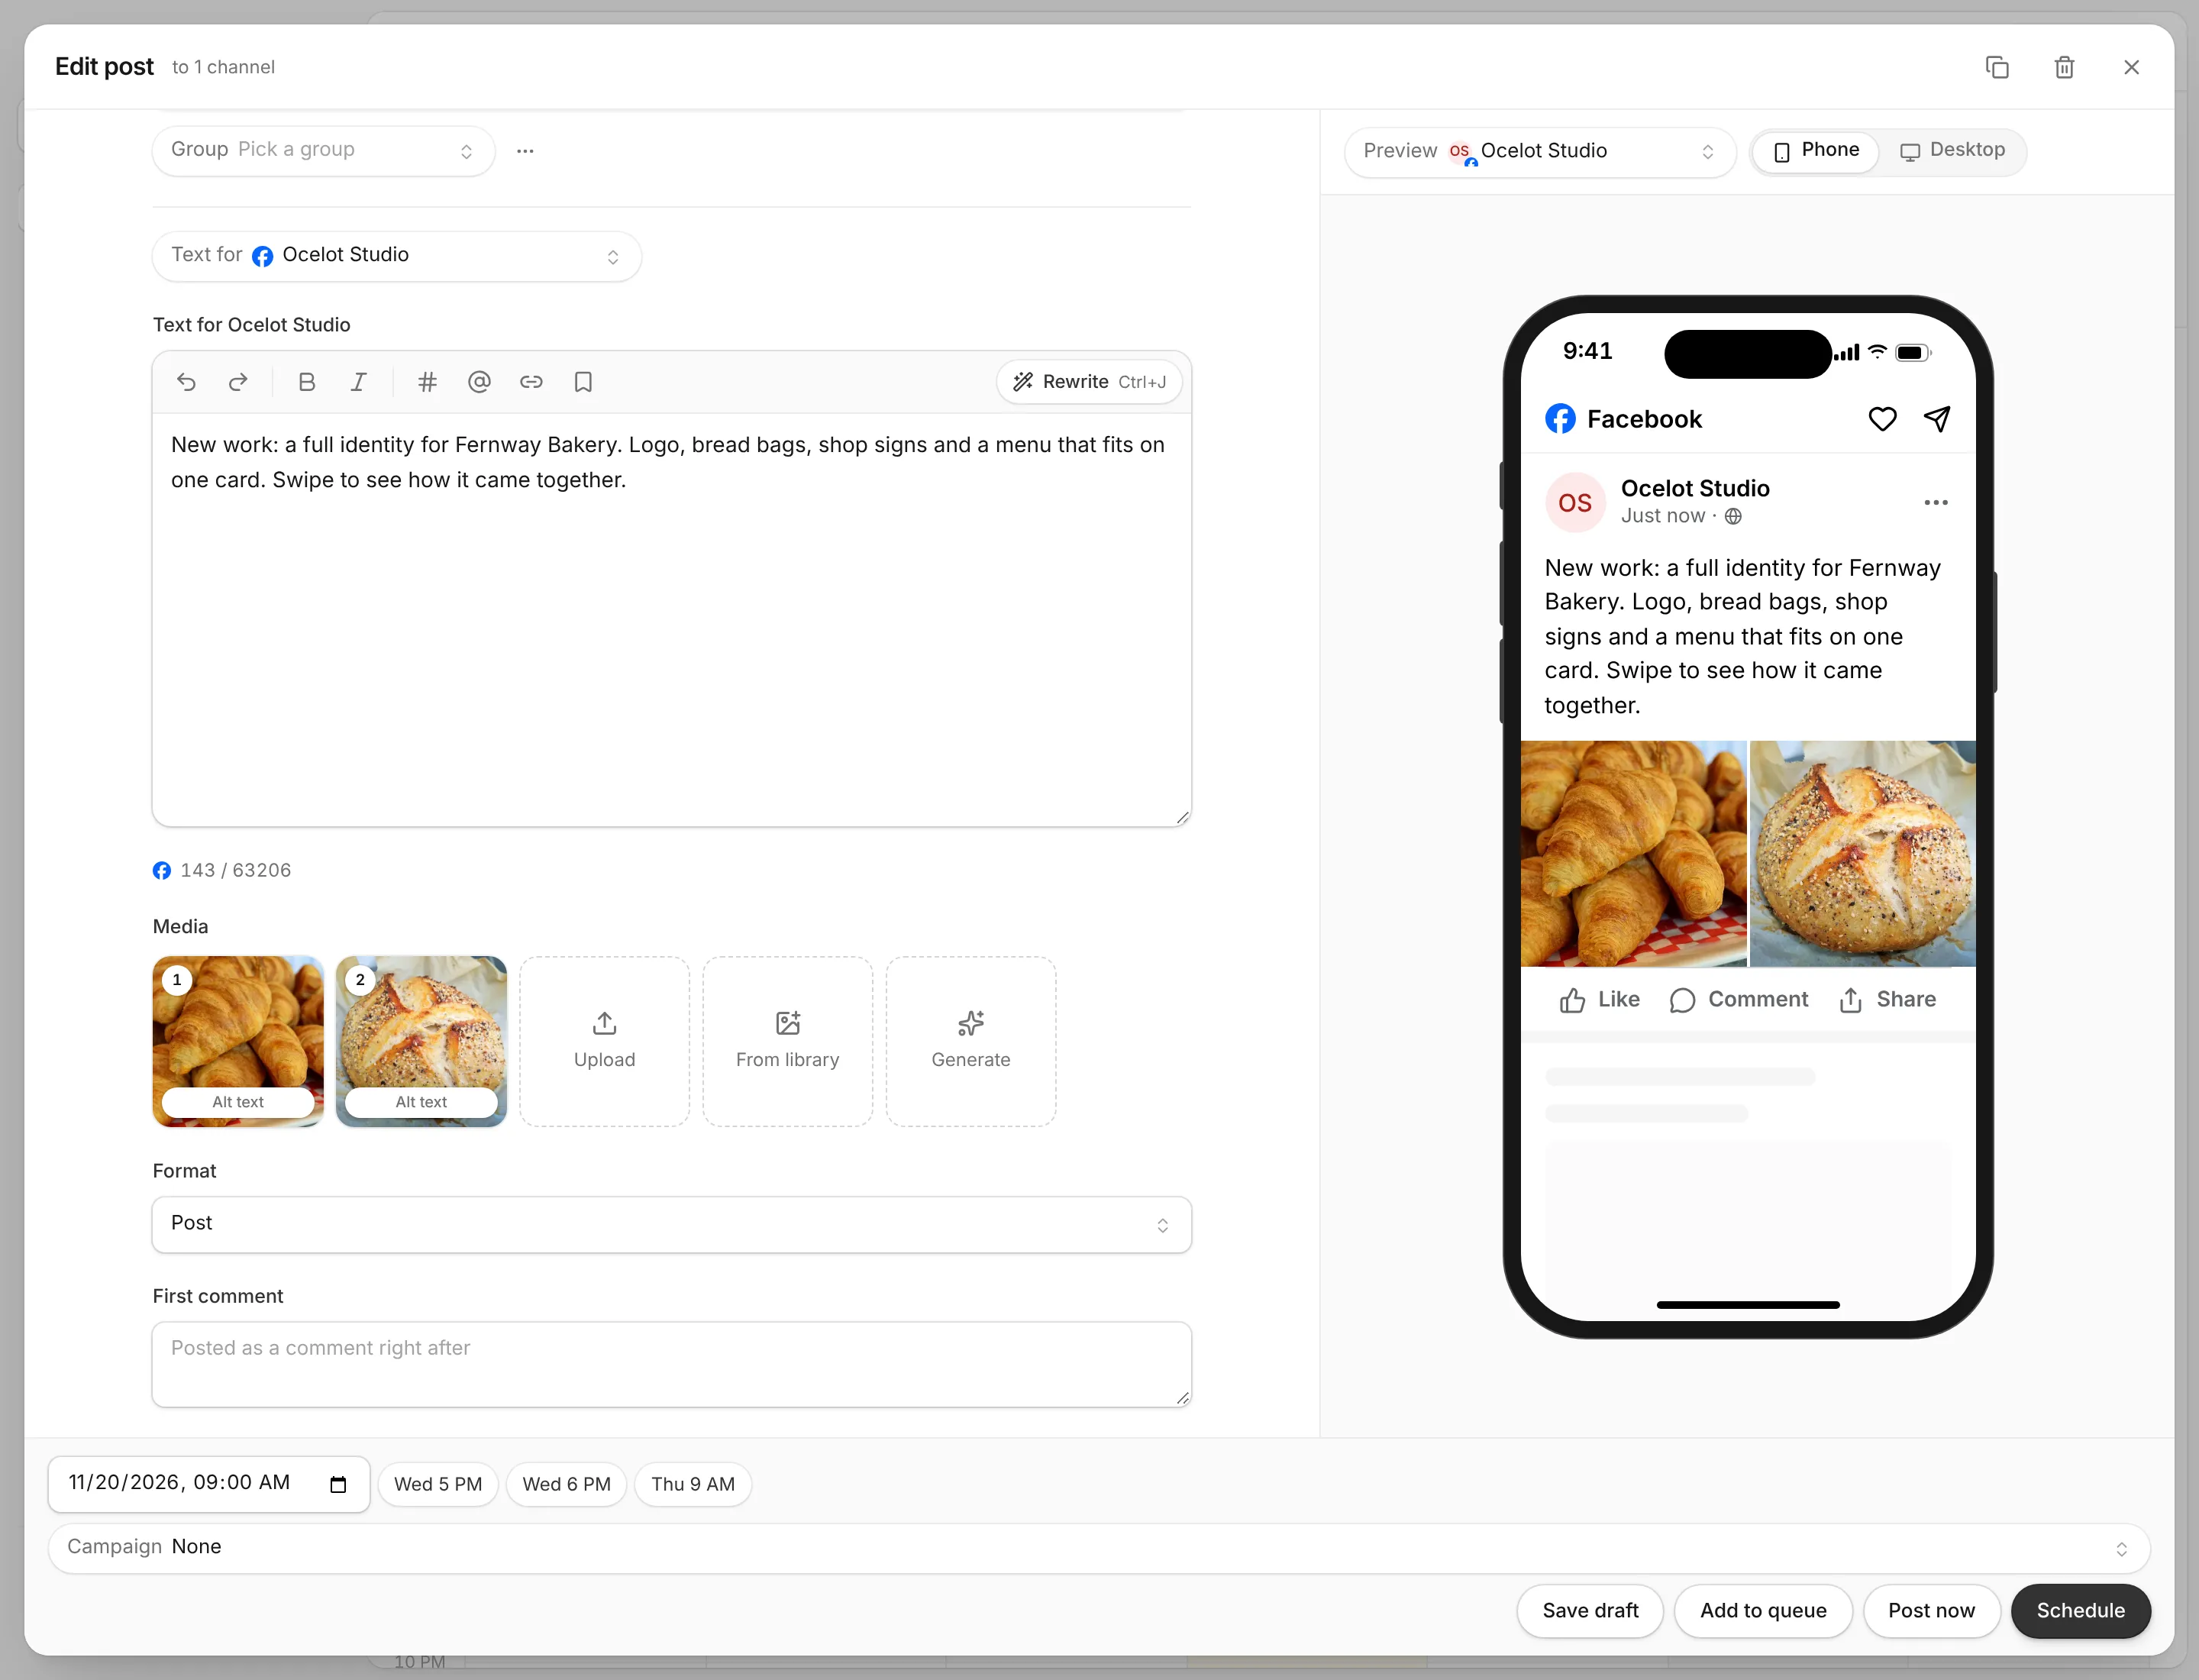 Edit post to 1 channel
Group Pick a group
Text for Ocelot Studio
Text for Ocelot Studio
Rewrite Ctrl+J
New work: a full identity for Fernway Bakery. Logo, bread bags, shop signs and a menu that fits on
one card. Swipe to see how it came together.
143 / 63206
Media
1
Alt text
2
Alt text
Upload
From library
Generate
Format
Post
First comment
Posted as a comment right after
Preview OS Ocelot Studio
Phone
Desktop
9:41
Facebook
OS
Ocelot Studio
Just now ·
New work: a full identity for Fernway
Bakery. Logo, bread bags, shop
signs and a menu that fits on one
card. Swipe to see how it came
together.
Like
Comment
Share
11/20/2026, 09:00 AM
Wed 5 PM
Wed 6 PM
Thu 9 AM
Campaign None
Save draft
Add to queue
Post now
Schedule
10 PM